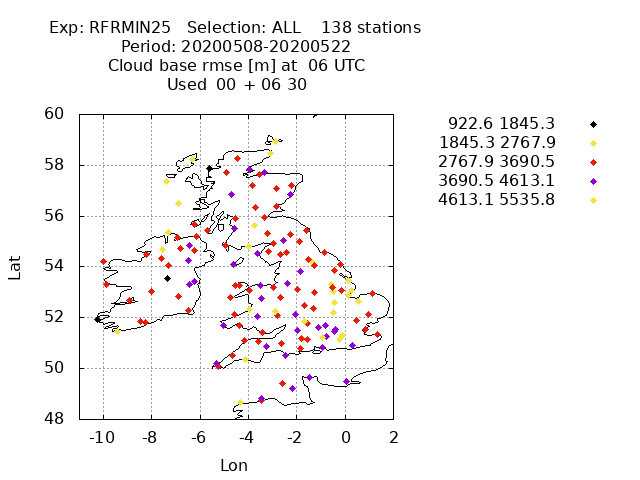 Exp: RFRMIN25 Selection: ALL 138 stations
Period: 20200508-20200522
Cloud base rmse [m] at 06 UTC
Used 00 + 06 30
922.6 1845.3
1845.3 2767.9
2767.9 3690.5
3690.5 4613.1
4613.1 5535.8
60
58
56
54
52
50
48
Lat
-10 -8 -6 -4 -2 0 2
Lon